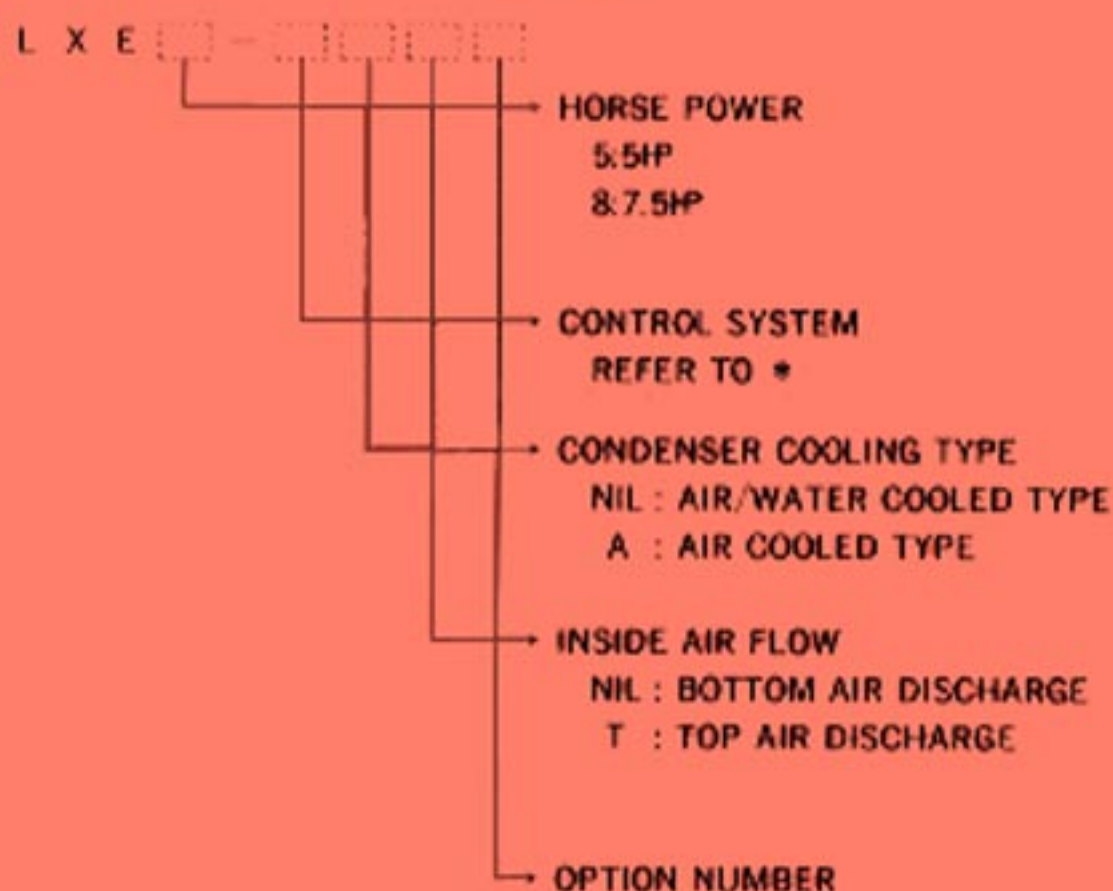 L X E -
HORSE POWER
5:5HP
8:7.5HP
CONTROL SYSTEM
REFER TO *
CONDENSER COOLING TYPE
NIL : AIR/WATER COOLED TYPE
A : AIR COOLED TYPE
INSIDE AIR FLOW
NIL : BOTTOM AIR DISCHARGE
T : TOP AIR DISCHARGE
OPTION NUMBER